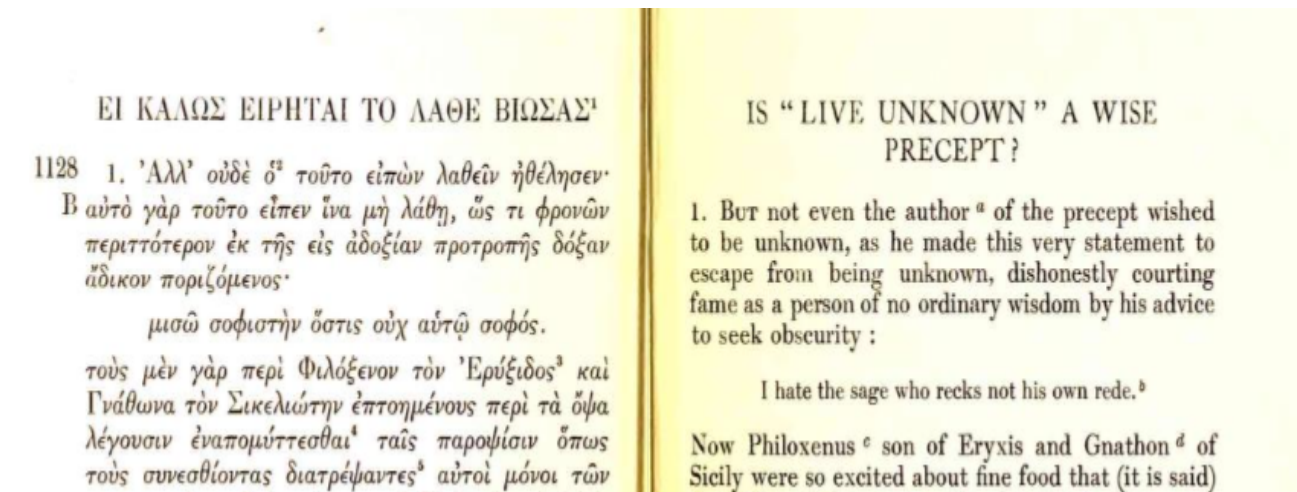 ΕΙ ΚΑΛΩΣ ΕΙΡΗΤΑΙ ΤΟ ΛΑΘΕ ΒΙΩΣΑΣ¹
1128 1. Ἀλλ' οὐδὲ ὁ² τοῦτο εἰπὼν λαθεῖν ἠθέλησεν·
B αὐτὸ γὰρ τοῦτο εἶπεν ἵνα μὴ λάθῃ, ὥς τι φρονῶν
περιττότερον ἐκ τῆς εἰς ἀδοξίαν προτροπῆς δόξαν
ἄδικον ποριζόμενος·
μισῶ σοφιστὴν ὅστις οὐχ αὑτῷ σοφός.
τοὺς μὲν γὰρ περὶ Φιλόξενον τὸν Ἐρύξιδος³ καὶ
Γνάθωνα τὸν Σικελιώτην ἐπτοημένους περὶ τὰ ὄψα
λέγουσιν ἐναπομύττεσθαι⁴ ταῖς παροψίσιν ὅπως
τοὺς συνεσθίοντας διατρέψαντες⁵ αὐτοὶ μόνοι τῶν
IS “LIVE UNKNOWN” A WISE
PRECEPT?
1. BUT not even the author ᵃ of the precept wished
to be unknown, as he made this very statement to
escape from being unknown, dishonestly courting
fame as a person of no ordinary wisdom by his advice
to seek obscurity :
I hate the sage who recks not his own rede.ᵇ
Now Philoxenus ᶜ son of Eryxis and Gnathon ᵈ of
Sicily were so excited about fine food that (it is said)